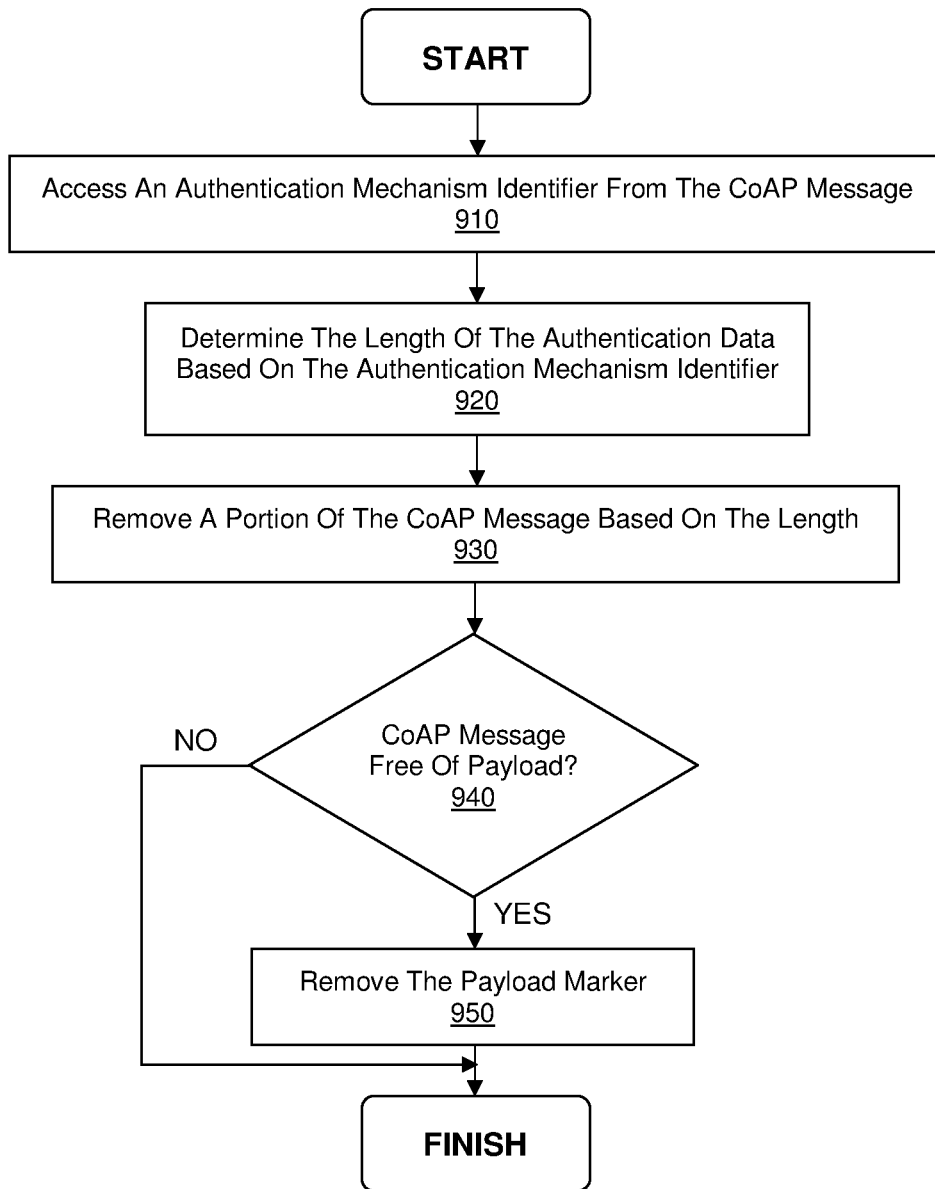 START
Access An Authentication Mechanism Identifier From The CoAP Message
910
Determine The Length Of The Authentication Data
Based On The Authentication Mechanism Identifier
920
Remove A Portion Of The CoAP Message Based On The Length
930
NO
CoAP Message
Free Of Payload?
940
YES
Remove The Payload Marker
950
FINISH